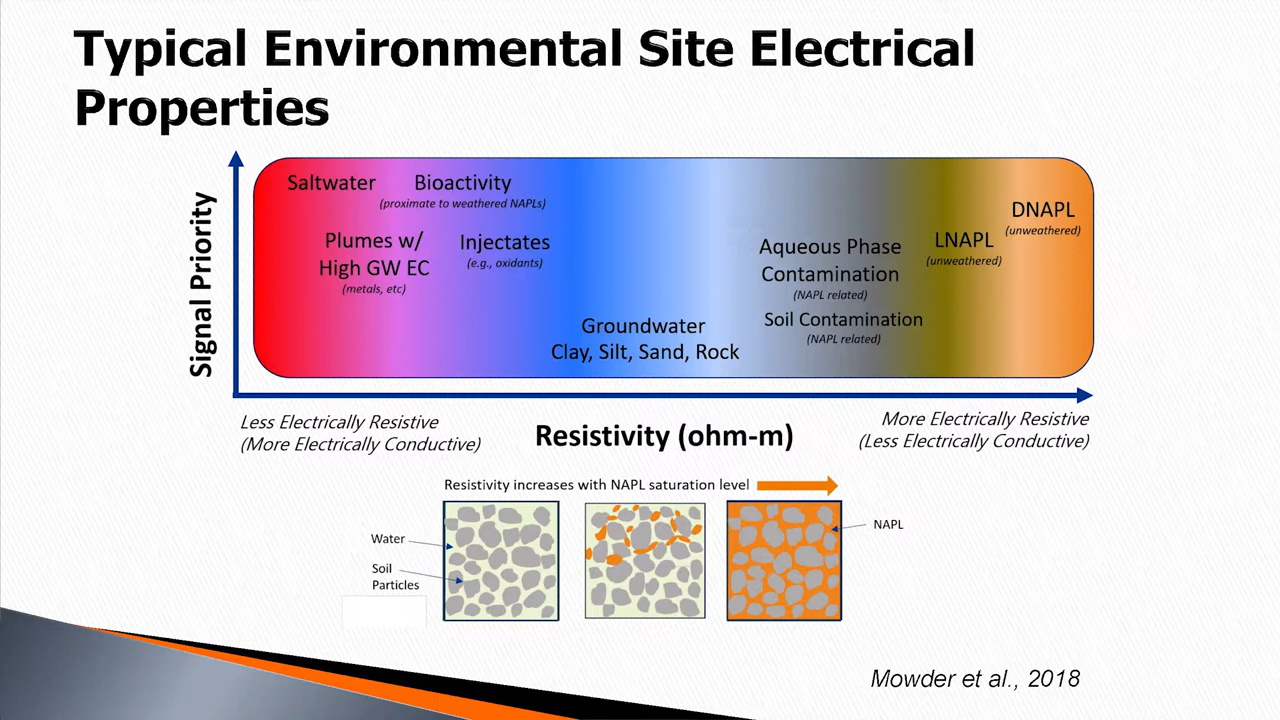 Typical Environmental Site Electrical
Properties
Signal Priority
Saltwater
Bioactivity
(proximate to weathered NAPLs)
Plumes w/
High GW EC
(metals, etc)
Injectates
(e.g., oxidants)
Groundwater
Clay, Silt, Sand, Rock
Aqueous Phase
Contamination
(NAPL related)
Soil Contamination
(NAPL related)
LNAPL
(unweathered)
DNAPL
(unweathered)
Less Electrically Resistive
(More Electrically Conductive)
Resistivity (ohm-m)
More Electrically Resistive
(Less Electrically Conductive)
Resistivity increases with NAPL saturation level
Water
Soil
Particles
NAPL
Mowder et al., 2018